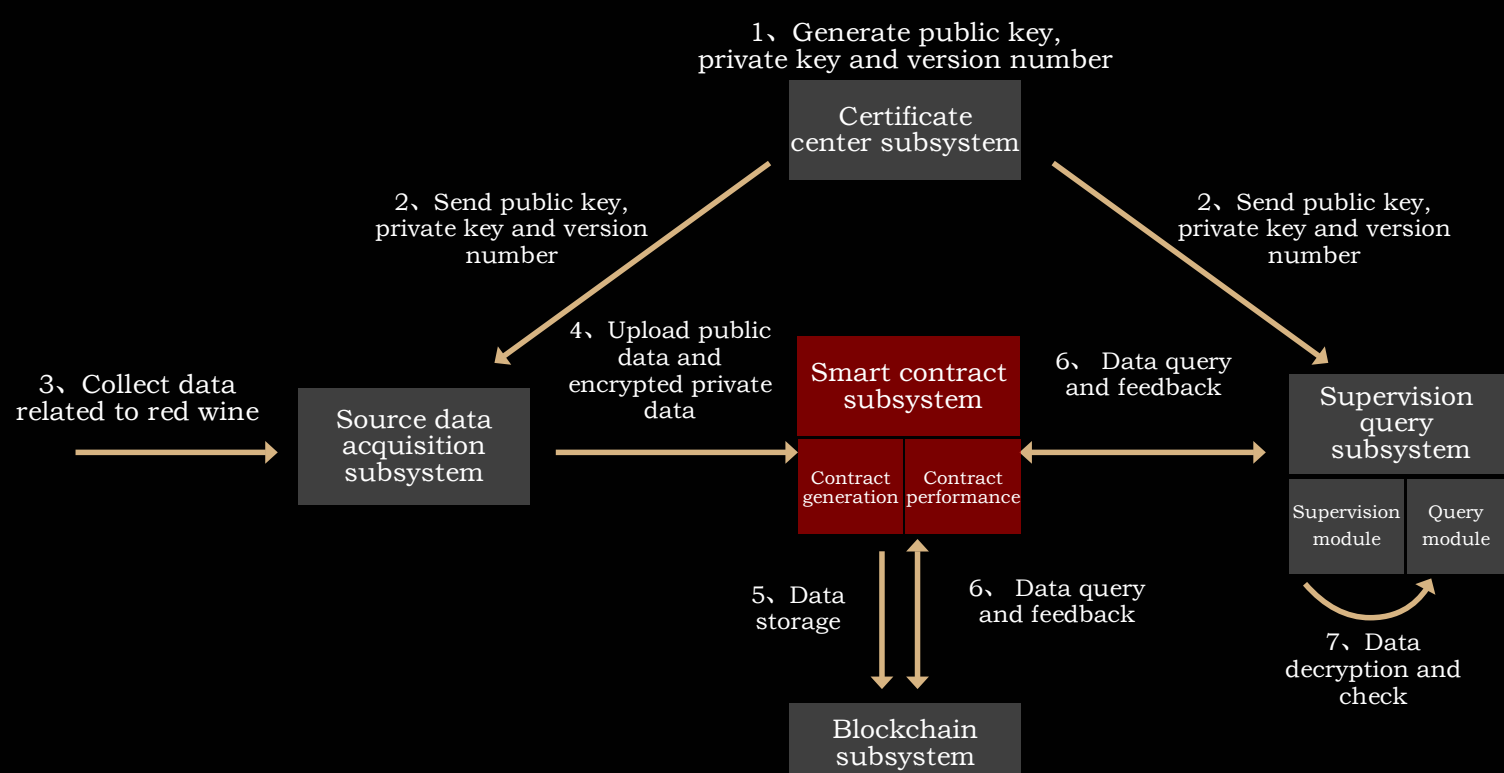 1、Generate public key,
private key and version number
Certificate
center subsystem
2、Send public key,
private key and version
number
2、Send public key,
private key and version
number
3、Collect data
related to red wine
Source data
acquisition
subsystem
4、Upload public
data and
encrypted private
data
Smart contract
subsystem
Contract
generation
Contract
performance
6、 Data query
and feedback
Supervision
query
subsystem
Supervision
module
Query
module
5、Data
storage
6、 Data query
and feedback
7、Data
decryption and
check
Blockchain
subsystem